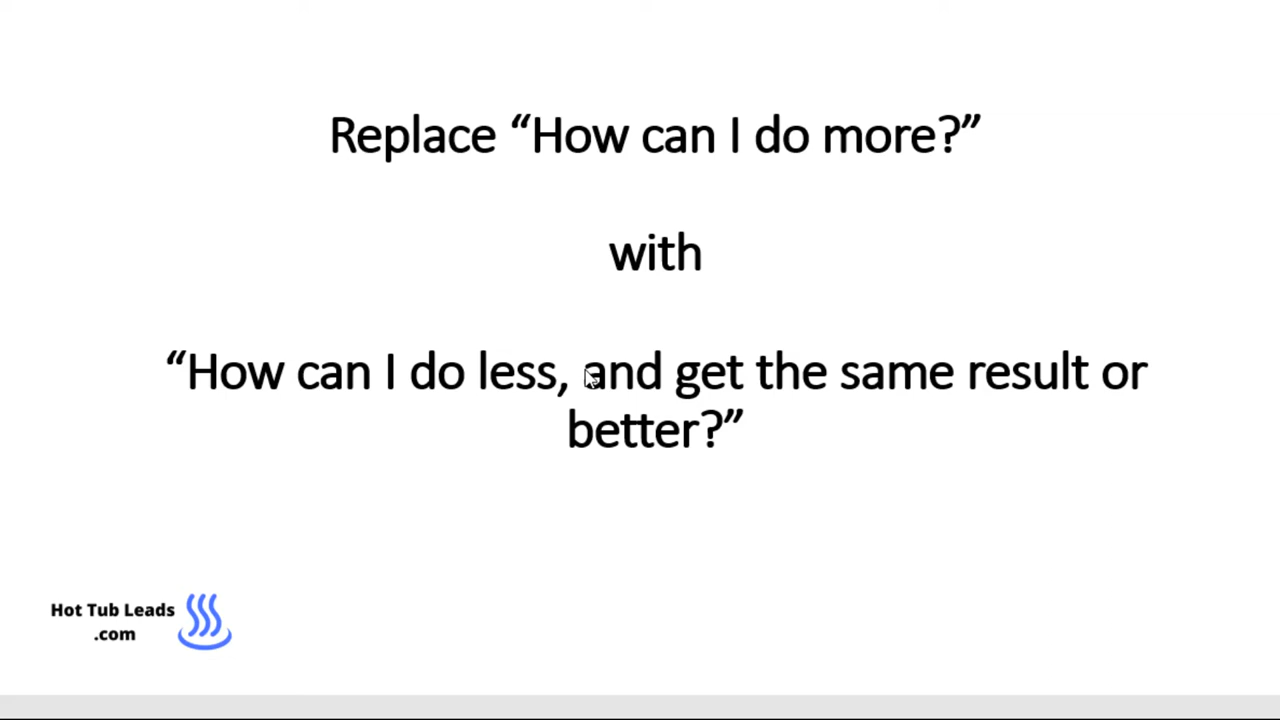 Replace “How can I do more?”
with
“How can I do less, and get the same result or
better?”
Hot Tub Leads
.com